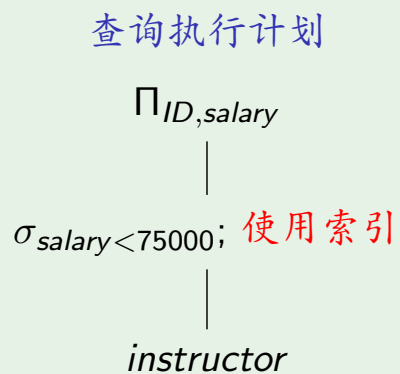 查询执行计划
Π_{ID,salary}
σ_{salary<75000}; 使用索引
instructor